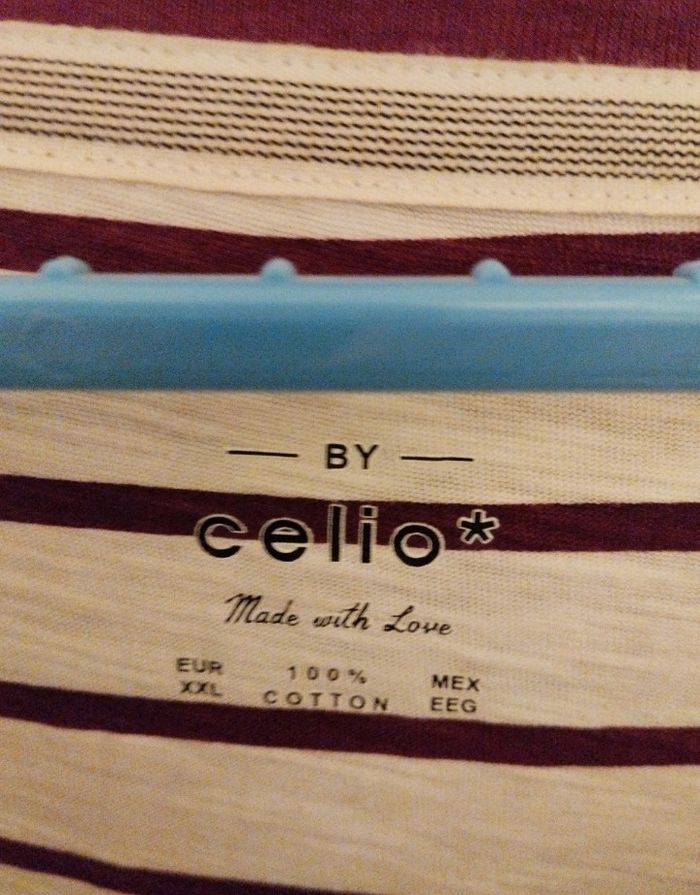 BY
celio*
Made with Love
EUR 100% MEX
XXL COTTON EEG